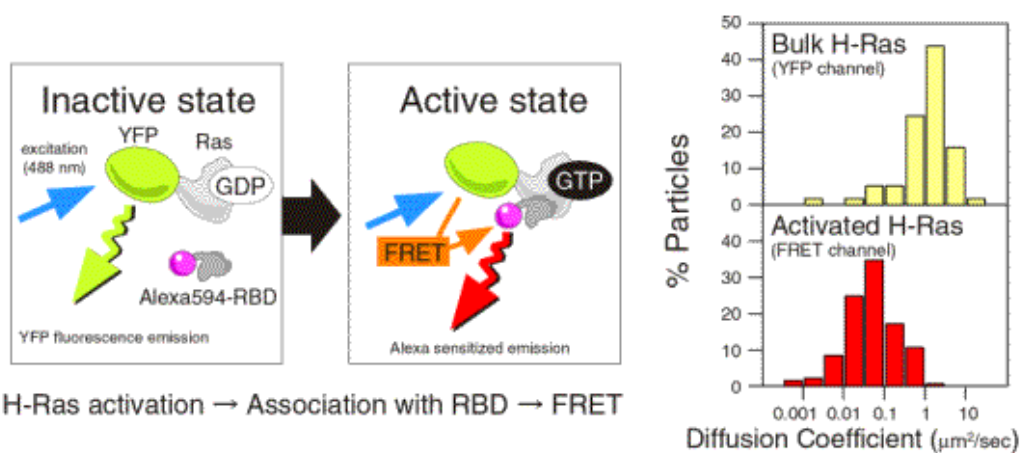 Inactive state
YFP
Ras
excitation
(488 nm)
GDP
Alexa594-RBD
YFP fluorescence emission
Active state
GTP
FRET
Alexa sensitized emission
H-Ras activation → Association with RBD → FRET
50
Bulk H-Ras
(YFP channel)
40
30
20
10
0
% Particles
Activated H-Ras
(FRET channel)
40
30
20
10
0
0.001 0.01 0.1 1 10
Diffusion Coefficient (μm²/sec)